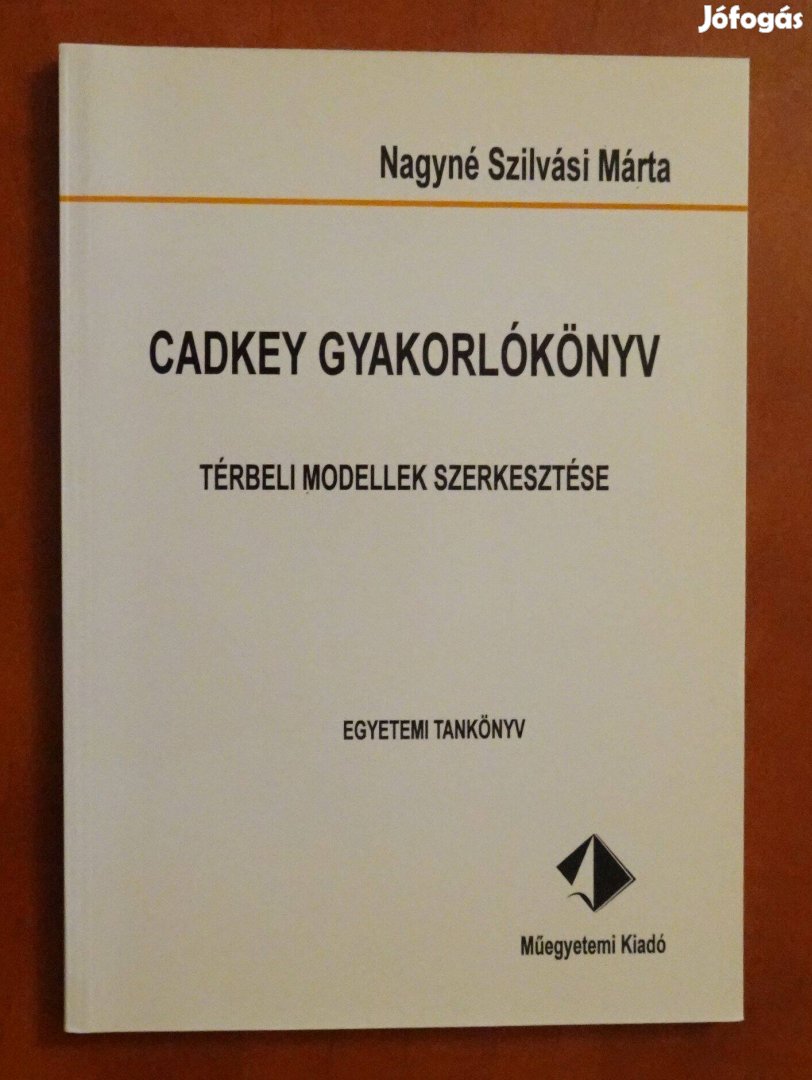 Jófogás
Nagyné Szilvási Márta
CADKEY GYAKORLÓKÖNYV
TÉRBELI MODELLEK SZERKESZTÉSE
EGYETEMI TANKÖNYV
Műegyetemi Kiadó